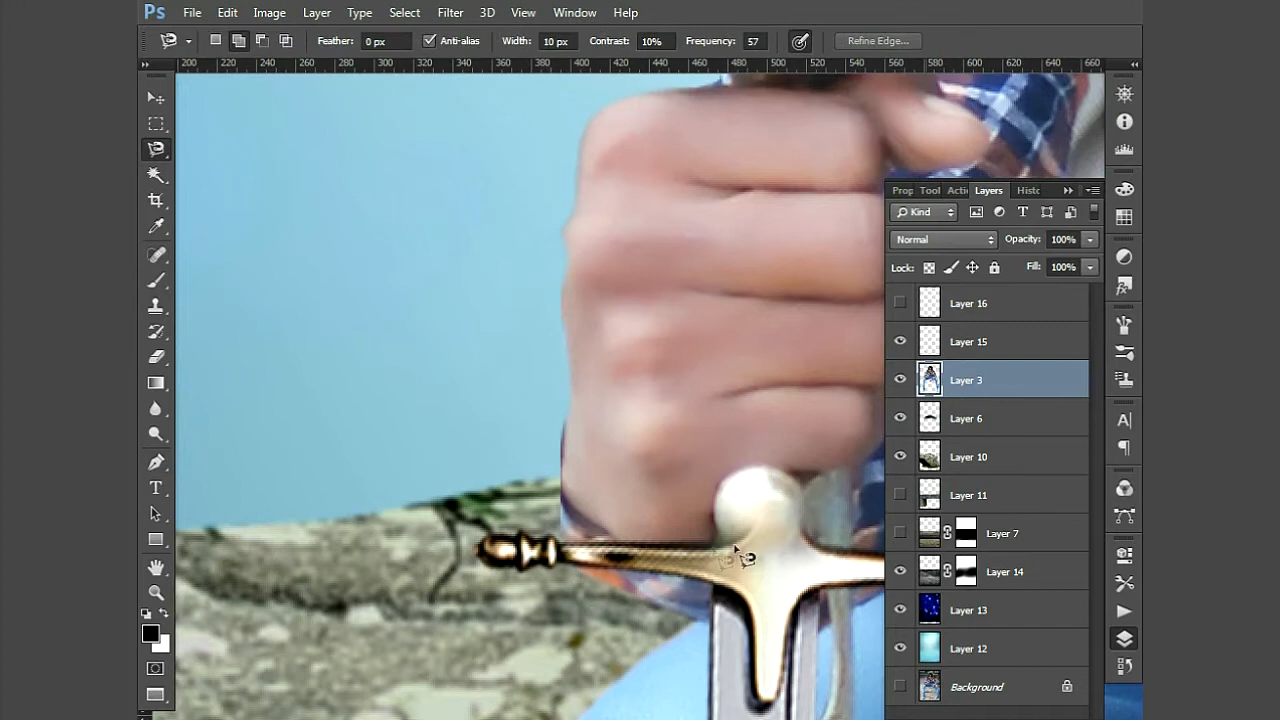 Ps File Edit Image Layer Type Select Filter 3D View Window Help
Feather: 0 px Anti-alias Width: 10 px Contrast: 10% Frequency: 57 Refine Edge...
200 220 240 260 280 300 320 340 360 380 400 420 440 460 480 500 520 540 560 580 600 620 640 660
Prop Tool Actio Layers Histo
Kind T
Normal Opacity: 100%
Lock: Fill: 100%
Layer 16
Layer 15
Layer 3
Layer 6
Layer 10
Layer 11
Layer 7
Layer 14
Layer 13
Layer 12
Background